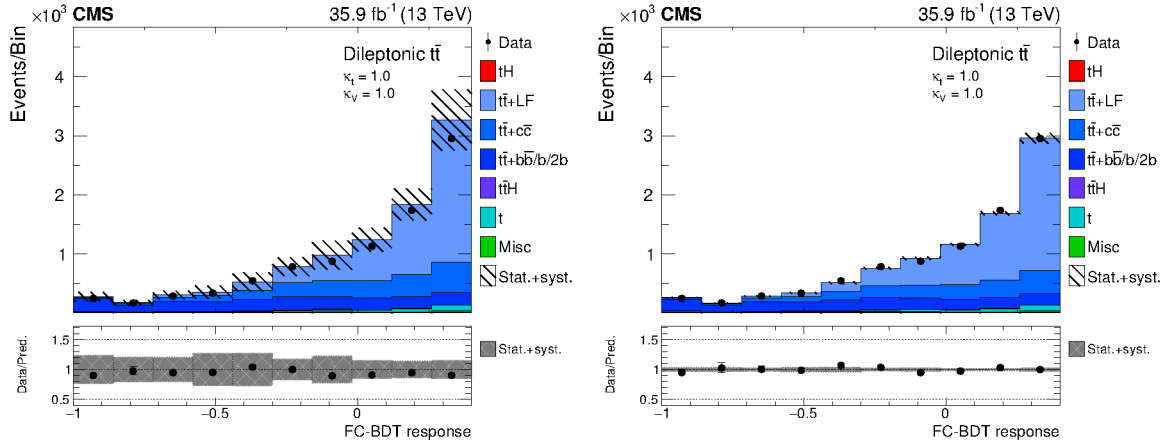 ×10³ CMS 35.9 fb⁻¹ (13 TeV)
Events/Bin
4
3
2
1
Dileptonic tt̄
κt = 1.0
κV = 1.0
Data
tH
tt̄+LF
tt̄+cc̄
tt̄+bb̄/b/2b
tt̄H
t
Misc
Stat.+syst.
Data/Pred.
1.5
1
0.5
Stat.+syst.
−1 −0.5 0
FC-BDT response
×10³ CMS 35.9 fb⁻¹ (13 TeV)
Events/Bin
4
3
2
1
Dileptonic tt̄
κt = 1.0
κV = 1.0
Data
tH
tt̄+LF
tt̄+cc̄
tt̄+bb̄/b/2b
tt̄H
t
Misc
Stat.+syst.
Data/Pred.
1.5
1
0.5
Stat.+syst.
−1 −0.5 0
FC-BDT response